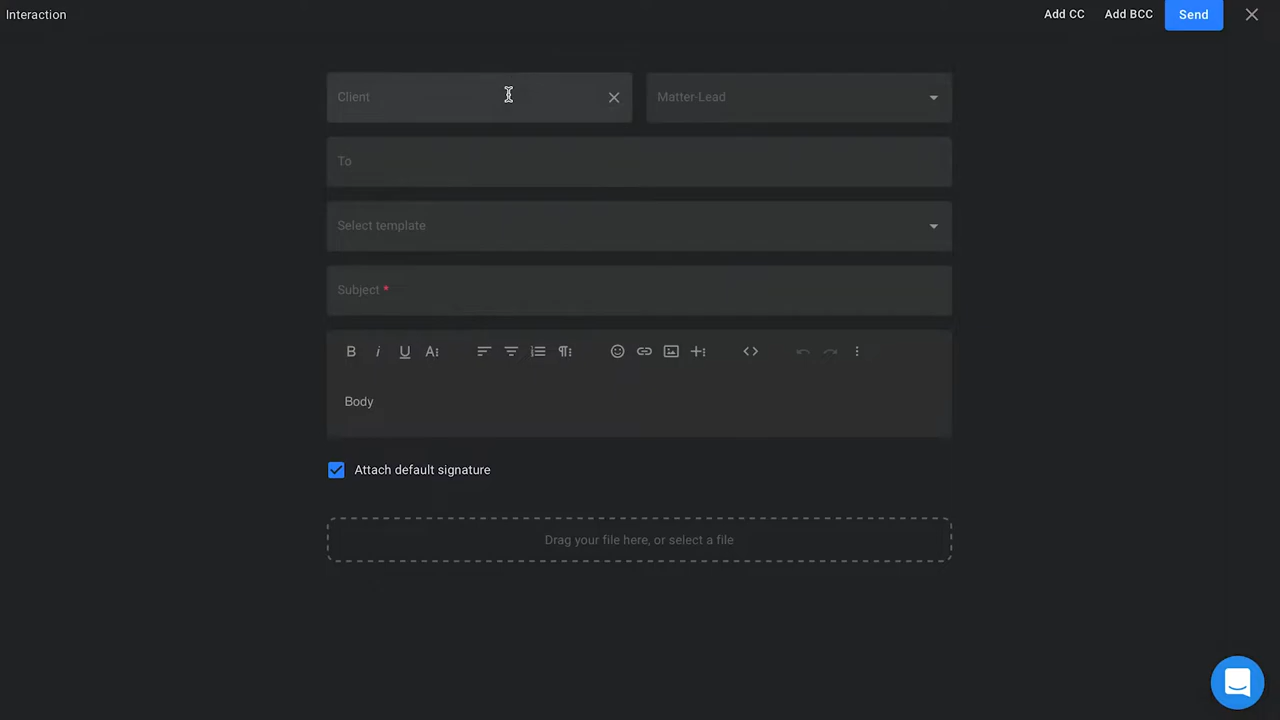 Interaction Add CC Add BCC Send
Client Matter-Lead
To
Select template
Subject *
B i U A
Body
Attach default signature
Drag your file here, or select a file